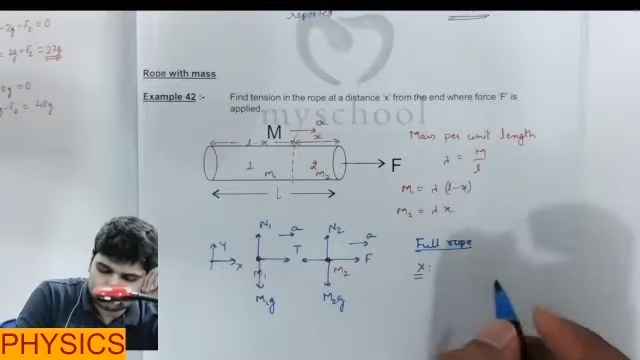 reported
- 2g - F₂ = 0
= 2g + F₂ = 22g
0g = 0
g - F₂ = 40g
myschool
Rope with mass
Example 42 :- Find tension in the rope at a distance 'x' from the end where force 'F' is
applied.
M a
l - x x
1 M₁ 2 M₂ F
l
Mass per unit length
λ = M/l
M₁ = λ (l-x)
M₂ = λ x
Y x
N₁ a T M₁ M₁g
N₂ a F M₂ M₂g
Full rope
x :
PHYSICS